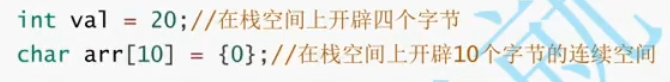 int val = 20;//在栈空间上开辟四个字节
char arr[10] = {0};//在栈空间上开辟10个字节的连续空间